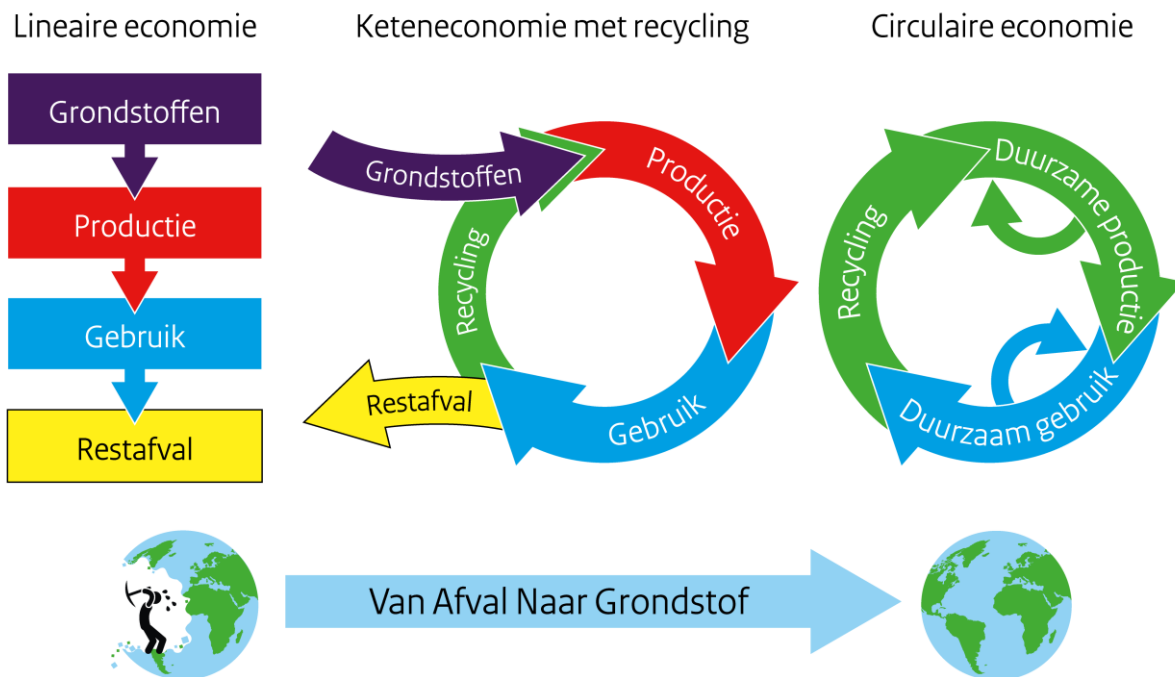 Lineaire economie
Keteneconomie met recycling
Circulaire economie
Grondstoffen
Productie
Gebruik
Restafval
Grondstoffen
Productie
Recycling
Restafval
Gebruik
Recycling
Duurzame productie
Duurzaam gebruik
Van Afval Naar Grondstof